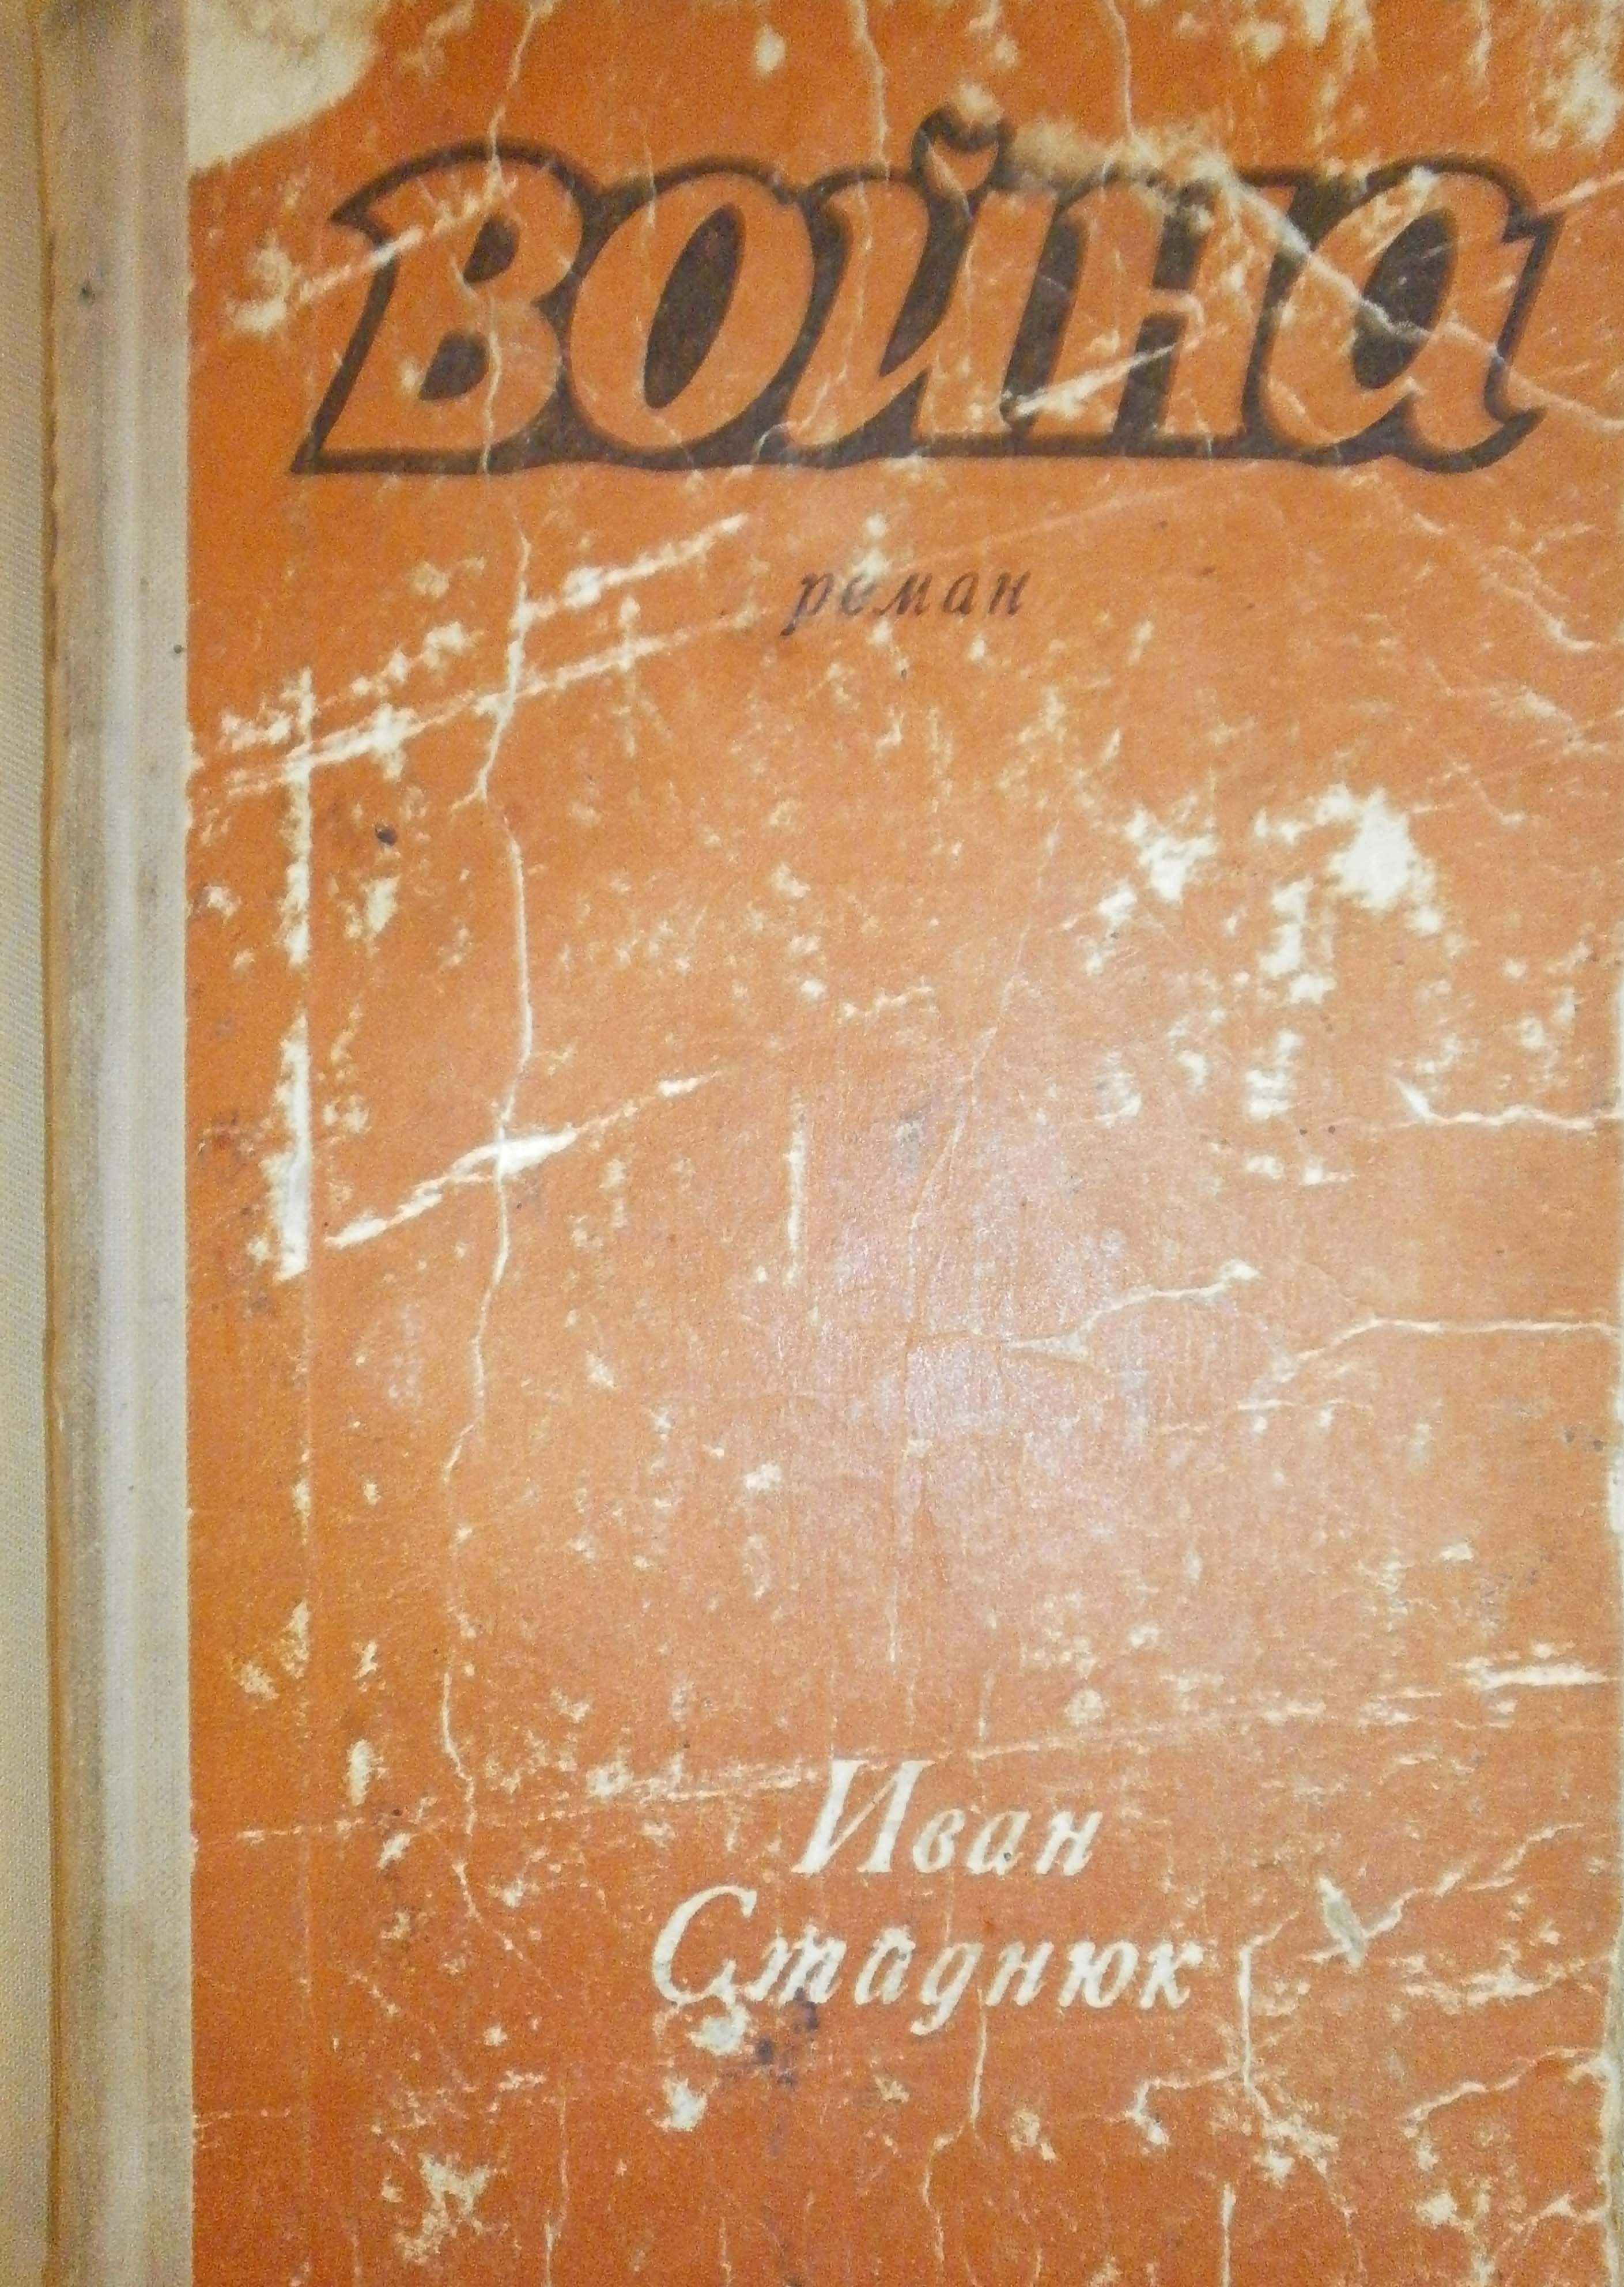 война
роман
Иван
Стаднюк